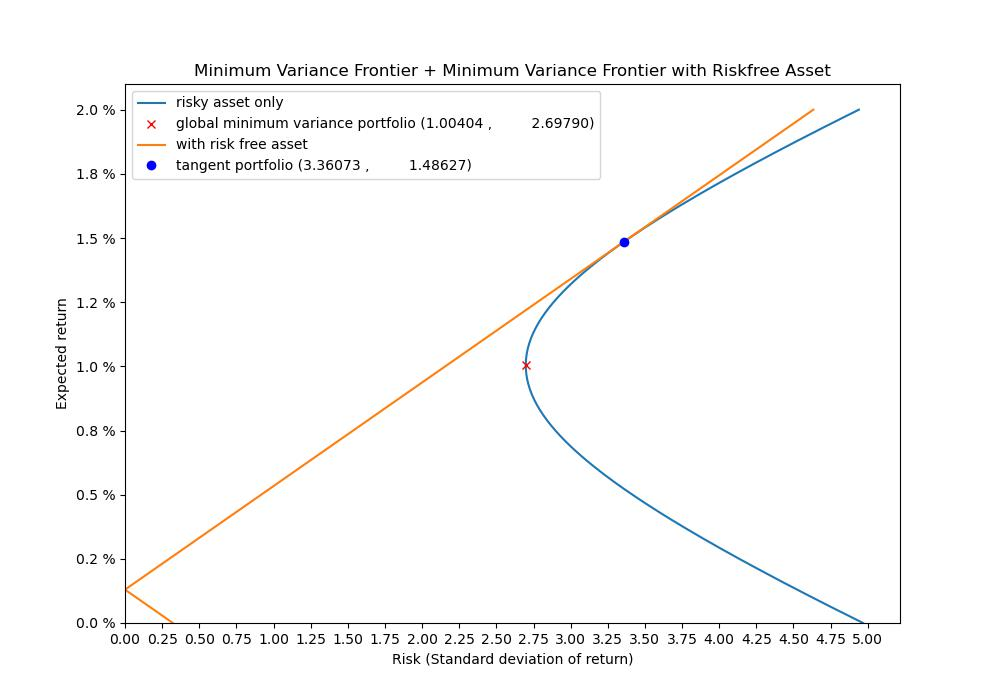 Minimum Variance Frontier + Minimum Variance Frontier with Riskfree Asset
risky asset only
global minimum variance portfolio (1.00404 , 2.69790)
with risk free asset
tangent portfolio (3.36073 , 1.48627)
Expected return
2.0 %
1.8 %
1.5 %
1.2 %
1.0 %
0.8 %
0.5 %
0.2 %
0.0 %
0.00 0.25 0.50 0.75 1.00 1.25 1.50 1.75 2.00 2.25 2.50 2.75 3.00 3.25 3.50 3.75 4.00 4.25 4.50 4.75 5.00
Risk (Standard deviation of return)